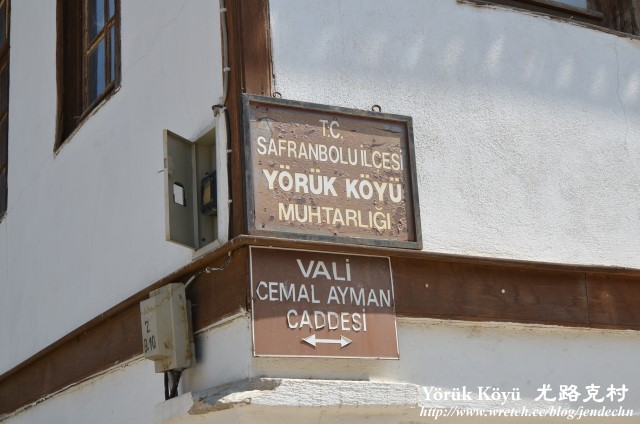 T.C.
SAFRANBOLU İLÇESİ
YÖRÜK KÖYÜ
MUHTARLIĞI
VALİ
CEMAL AYMAN
CADDESİ
Yörük Köyü 尤路克村
http://www.wretch.cc/blog/jendechn